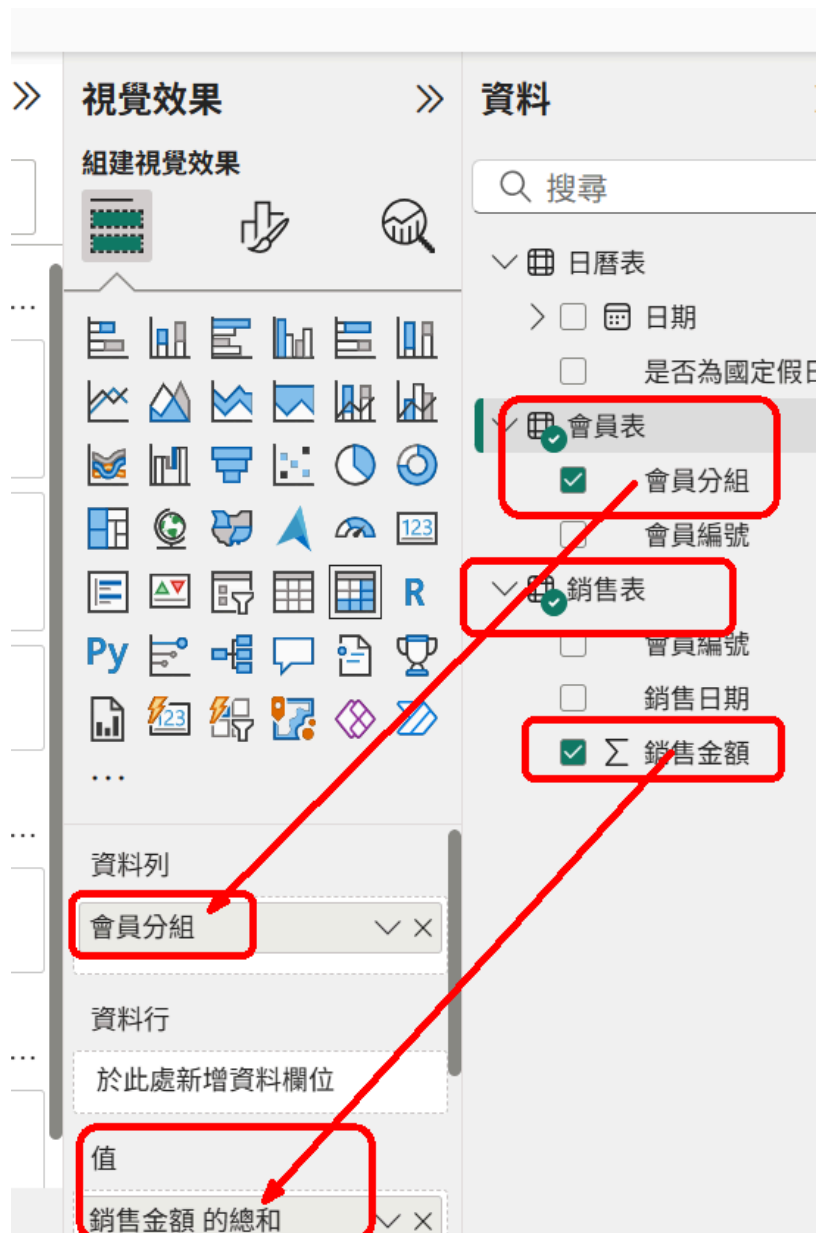 視覺效果
資料
組建視覺效果
搜尋
日曆表
日期
是否為國定假日
會員表
會員分組
會員編號
銷售表
會員編號
銷售日期
銷售金額
123
R
Py
123
...
資料列
會員分組
資料行
於此處新增資料欄位
值
銷售金額 的總和